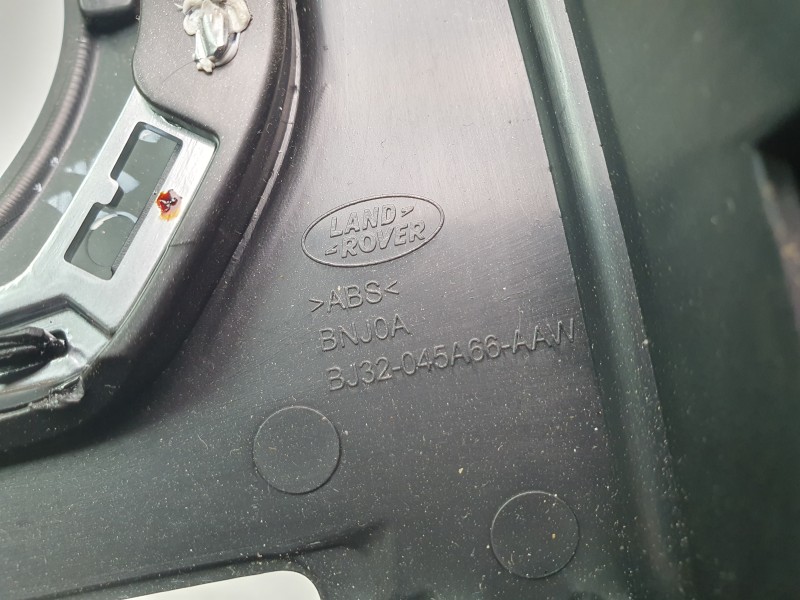 LAND
ROVER
>ABS<
BNJ0A
BJ32-045A66-AAW